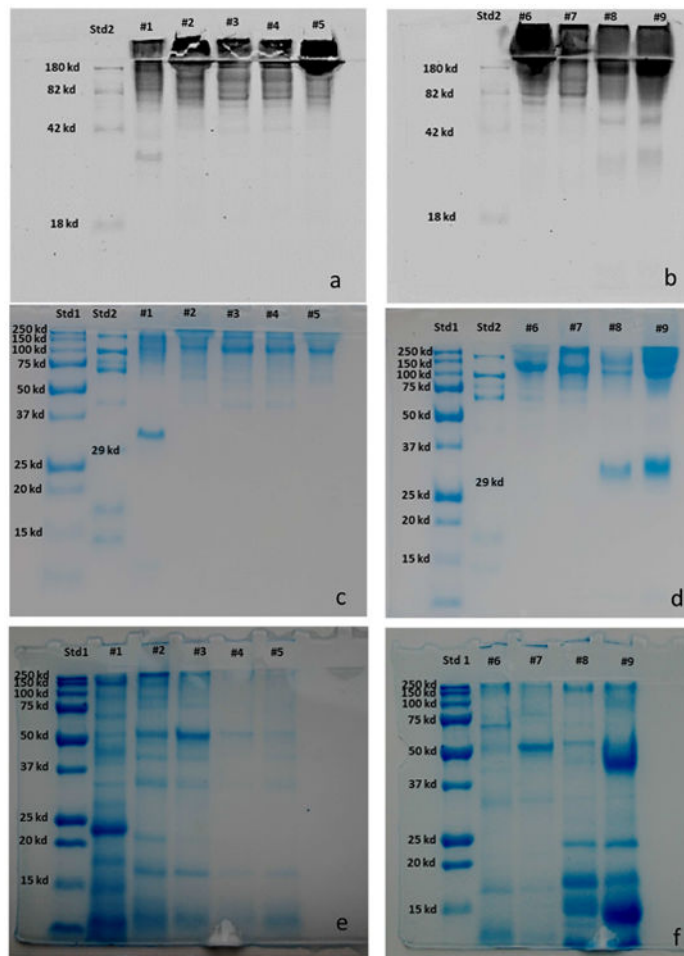 Std2 #1 #2 #3 #4 #5
180 kd
82 kd
42 kd
18 kd
a
Std2 #6 #7 #8 #9
180 kd
82 kd
42 kd
18 kd
b
Std1 Std2 #1 #2 #3 #4 #5
250 kd
150 kd
100 kd
75 kd
50 kd
37 kd
29 kd
25 kd
20 kd
15 kd
c
Std1 Std2 #6 #7 #8 #9
250 kd
150 kd
100 kd
75 kd
50 kd
37 kd
29 kd
25 kd
20 kd
15 kd
d
Std1 #1 #2 #3 #4 #5
250 kd
150 kd
100 kd
75 kd
50 kd
37 kd
25 kd
20 kd
15 kd
e
Std 1 #6 #7 #8 #9
250 kd
150 kd
100 kd
75 kd
50 kd
37 kd
25 kd
20 kd
15 kd
f